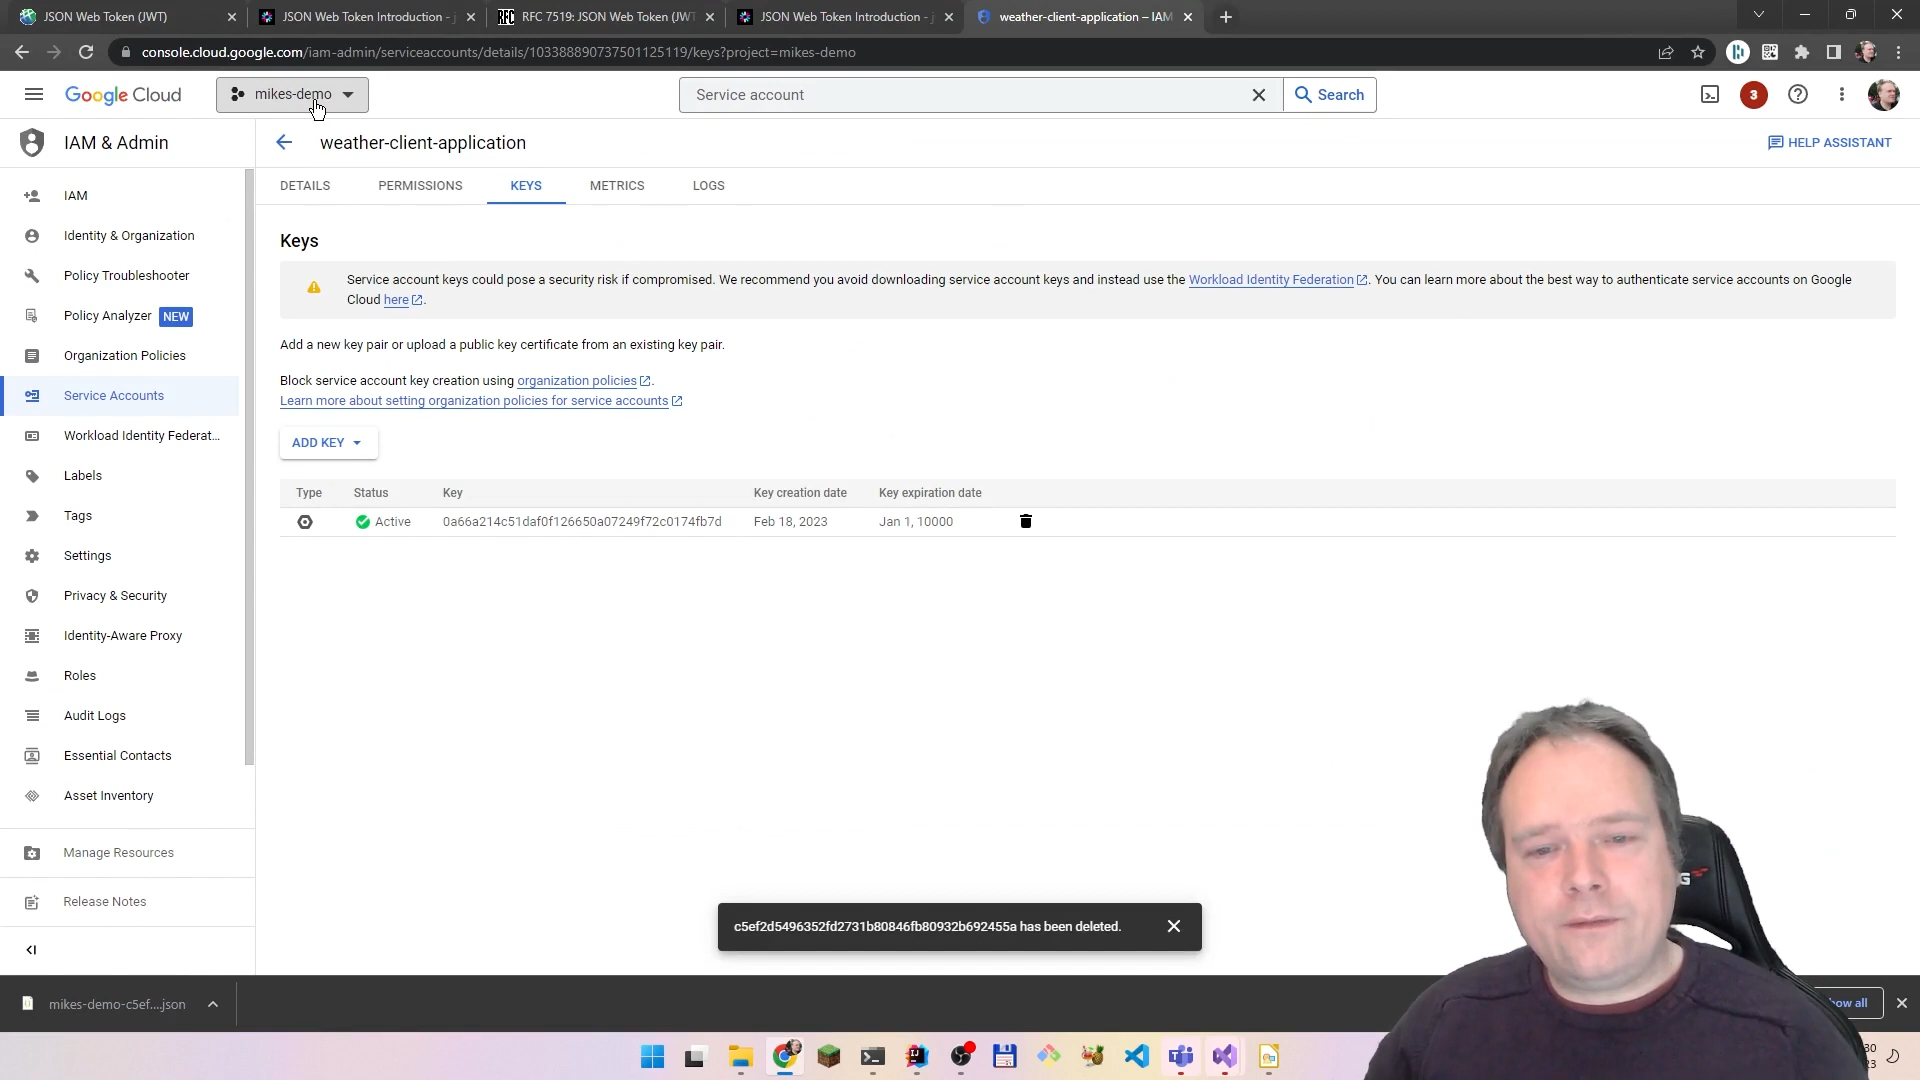 JSON Web Token (JWT)
JSON Web Token Introduction - j
RFC RFC 7519: JSON Web Token (JWT
JSON Web Token Introduction - j
weather-client-application – IAM
console.cloud.google.com/iam-admin/serviceaccounts/details/103388890737501125119/keys?project=mikes-demo
Google Cloud
mikes-demo
Service account
Search
3
IAM & Admin
weather-client-application
HELP ASSISTANT
DETAILS
PERMISSIONS
KEYS
METRICS
LOGS
IAM
Identity & Organization
Policy Troubleshooter
Policy Analyzer NEW
Organization Policies
Service Accounts
Workload Identity Federat...
Labels
Tags
Settings
Privacy & Security
Identity-Aware Proxy
Roles
Audit Logs
Essential Contacts
Asset Inventory
Manage Resources
Release Notes
Keys
Service account keys could pose a security risk if compromised. We recommend you avoid downloading service account keys and instead use the Workload Identity Federation. You can learn more about the best way to authenticate service accounts on Google
Cloud here.
Add a new key pair or upload a public key certificate from an existing key pair.
Block service account key creation using organization policies.
Learn more about setting organization policies for service accounts
ADD KEY
Type Status Key Key creation date Key expiration date
Active 0a66a214c51daf0f126650a07249f72c0174fb7d Feb 18, 2023 Jan 1, 10000
c5ef2d5496352fd2731b80846fb80932b692455a has been deleted.
mikes-demo-c5ef....json